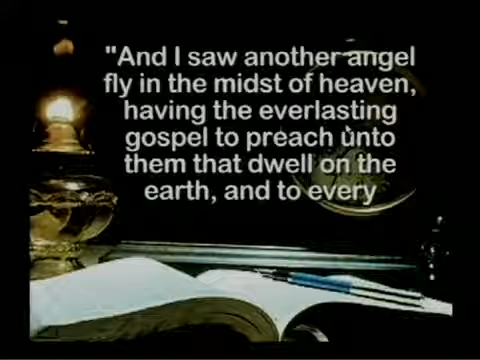 "And I saw another angel
fly in the midst of heaven,
having the everlasting
gospel to preach unto
them that dwell on the
earth, and to every